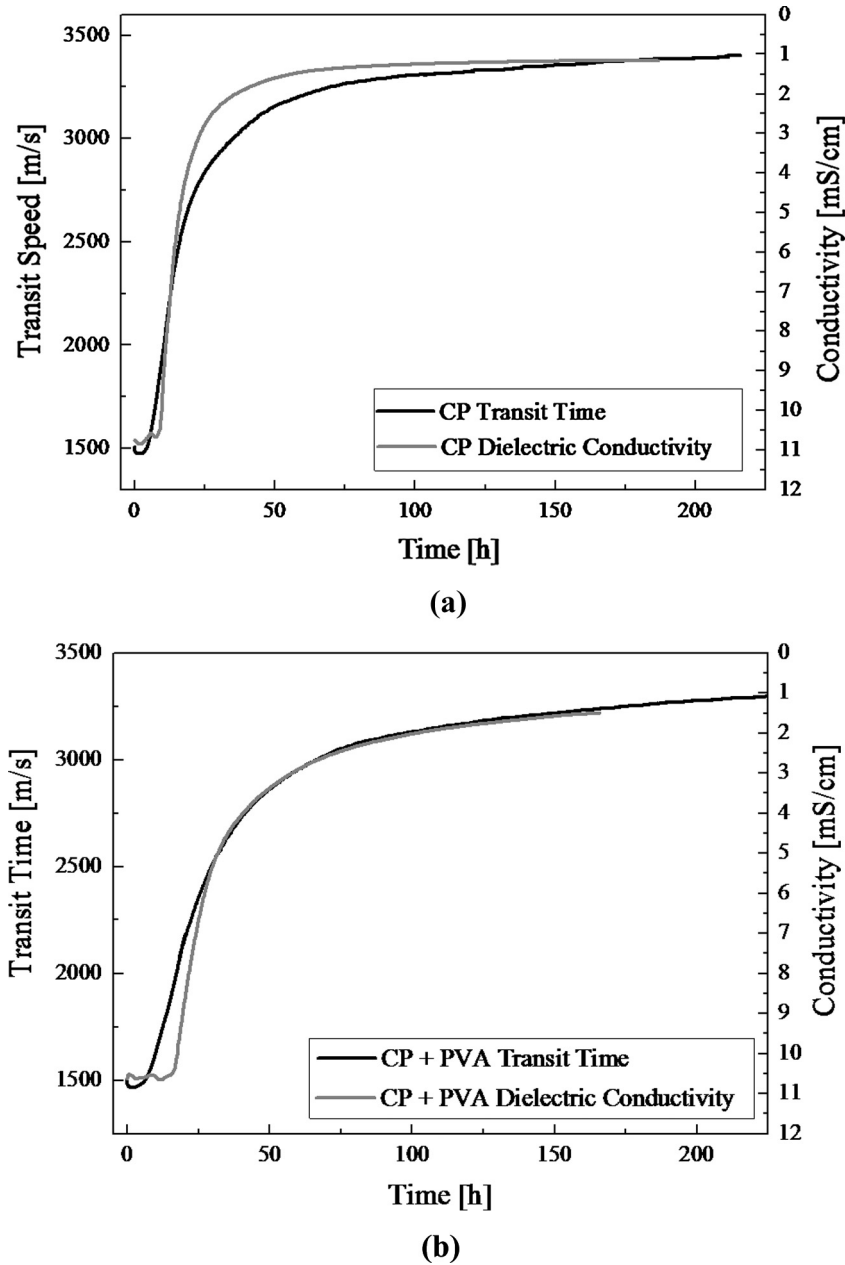 3500
3000
2500
2000
1500
Transit Speed [m/s]
0
1
2
3
4
5
6
7
8
9
10
11
12
Conductivity [mS/cm]
CP Transit Time
CP Dielectric Conductivity
0 50 100 150 200
Time [h]
(a)
3500
3000
2500
2000
1500
Transit Time [m/s]
0
1
2
3
4
5
6
7
8
9
10
11
12
Conductivity [mS/cm]
CP + PVA Transit Time
CP + PVA Dielectric Conductivity
0 50 100 150 200
Time [h]
(b)